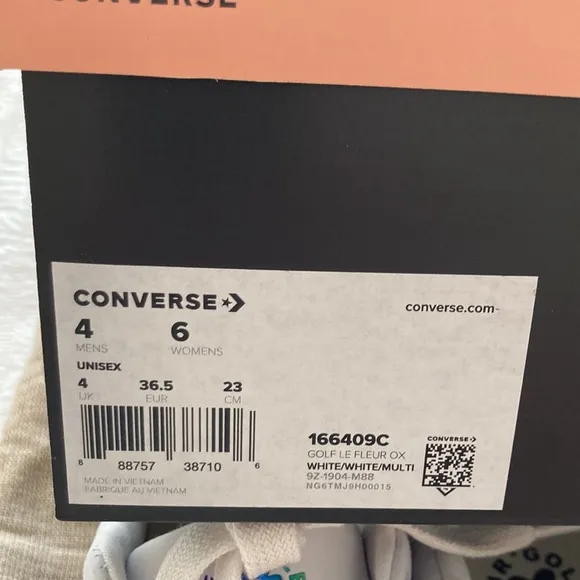 CONVERSE
CONVERSE
converse.com
4 6
MENS WOMENS
UNISEX
4 36.5 23
UK EUR CM
8 88757 38710 6
MADE IN VIETNAM
FABRIQUE AU VIETNAM
166409C
GOLF LE FLEUR OX
WHITE/WHITE/MULTI
9Z-1904-M88
NG6TMJ9H00015
CONVERSE